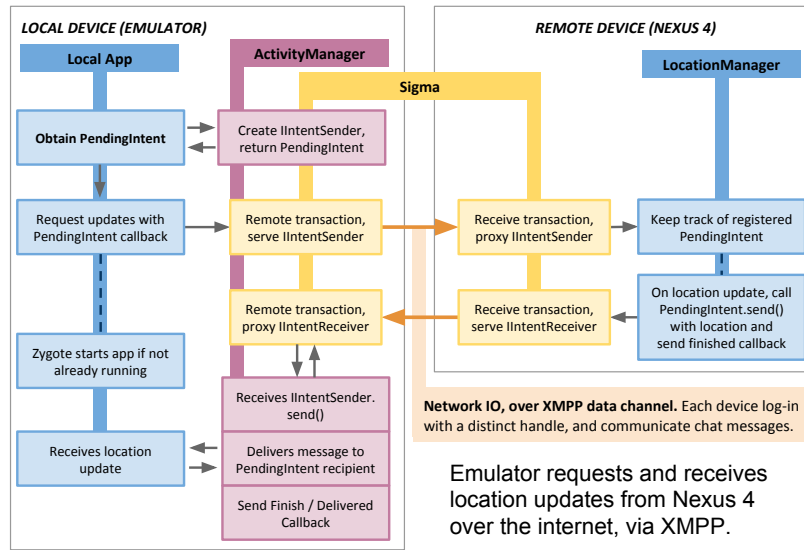 LOCAL DEVICE (EMULATOR)
REMOTE DEVICE (NEXUS 4)
Local App
ActivityManager
LocationManager
Sigma
Obtain PendingIntent
Create IIntentSender,
return PendingIntent
Request updates with
PendingIntent callback
Remote transaction,
serve IIntentSender
Receive transaction,
proxy IIntentSender
Keep track of registered
PendingIntent
Remote transaction,
proxy IIntentReceiver
Receive transaction,
serve IIntentReceiver
On location update, call
PendingIntent.send()
with location and
send finished callback
Zygote starts app if not
already running
Receives IIntentSender.
send()
Network IO, over XMPP data channel. Each device log-in
with a distinct handle, and communicate chat messages.
Receives location
update
Delivers message to
PendingIntent recipient
Send Finish / Delivered
Callback
Emulator requests and receives
location updates from Nexus 4
over the internet, via XMPP.